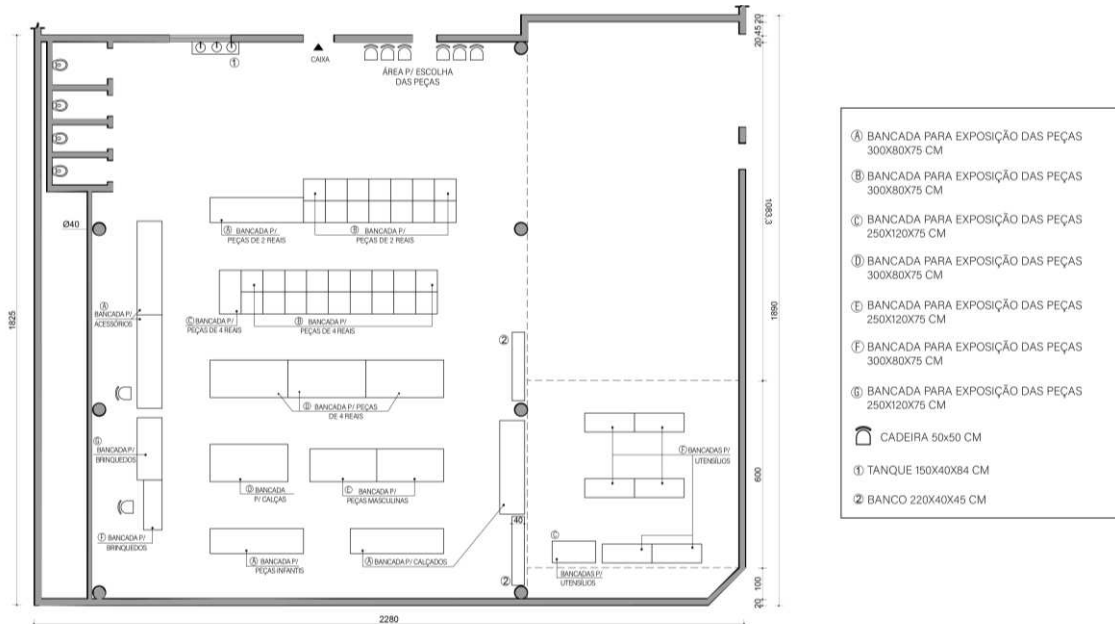 CAIXA
ÁREA P/ ESCOLHA
DAS PEÇAS
①
20
45
20
Ø40
1825
1083.3
1890
Ⓐ BANCADA P/
PEÇAS DE 2 REAIS
Ⓑ BANCADA P/
PEÇAS DE 2 REAIS
Ⓐ
BANCADA P/
ACESSÓRIOS
Ⓒ BANCADA P/
PEÇAS DE 4 REAIS
Ⓑ BANCADA P/
PEÇAS DE 4 REAIS
②
Ⓓ BANCADA P/ PEÇAS
DE 4 REAIS
Ⓖ
BANCADA P/
BRINQUEDOS
Ⓕ BANCADAS P/
UTENSÍLIOS
600
Ⓓ BANCADA
P/ CALÇAS
Ⓒ BANCADA P/
PEÇAS MASCULINAS
40
Ⓕ BANCADA P/
BRINQUEDOS
Ⓐ BANCADA P/
PEÇAS INFANTIS
Ⓐ BANCADA P/ CALÇADOS
②
Ⓒ
BANCADAS P/
UTENSÍLIOS
100
20
2280
Ⓐ BANCADA PARA EXPOSIÇÃO DAS PEÇAS
300X80X75 CM
Ⓑ BANCADA PARA EXPOSIÇÃO DAS PEÇAS
300X80X75 CM
Ⓒ BANCADA PARA EXPOSIÇÃO DAS PEÇAS
250X120X75 CM
Ⓓ BANCADA PARA EXPOSIÇÃO DAS PEÇAS
300X80X75 CM
Ⓔ BANCADA PARA EXPOSIÇÃO DAS PEÇAS
250X120X75 CM
Ⓕ BANCADA PARA EXPOSIÇÃO DAS PEÇAS
300X80X75 CM
Ⓖ BANCADA PARA EXPOSIÇÃO DAS PEÇAS
250X120X75 CM
CADEIRA 50x50 CM
① TANQUE 150X40X84 CM
② BANCO 220X40X45 CM